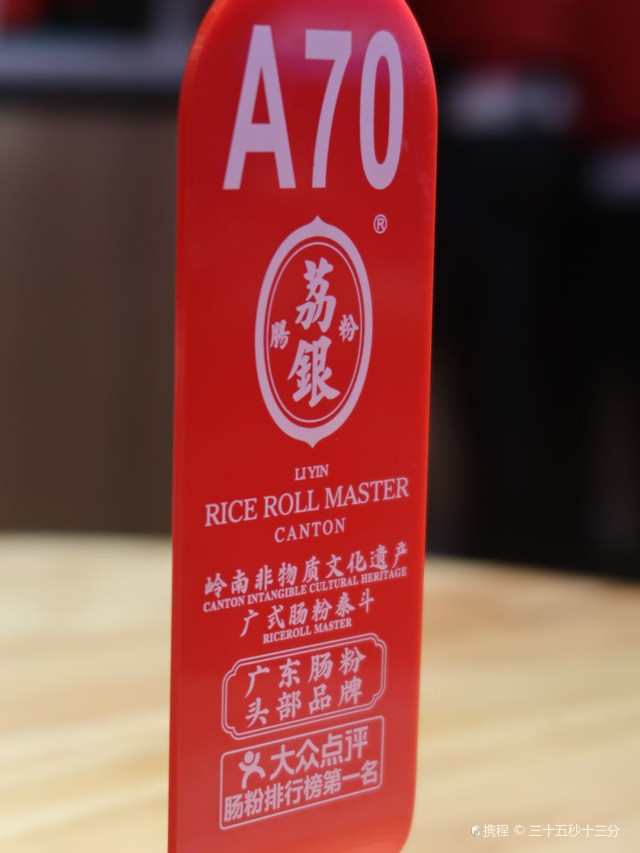 A70
®
荔銀
腸粉
LI YIN
RICE ROLL MASTER
CANTON
岭南非物质文化遗产
CANTON INTANGIBLE CULTURAL HERITAGE
广式肠粉泰斗
RICEROLL MASTER
广东肠粉
头部品牌
大众点评
肠粉排行榜第一名
携程 © 三十五秒十三分